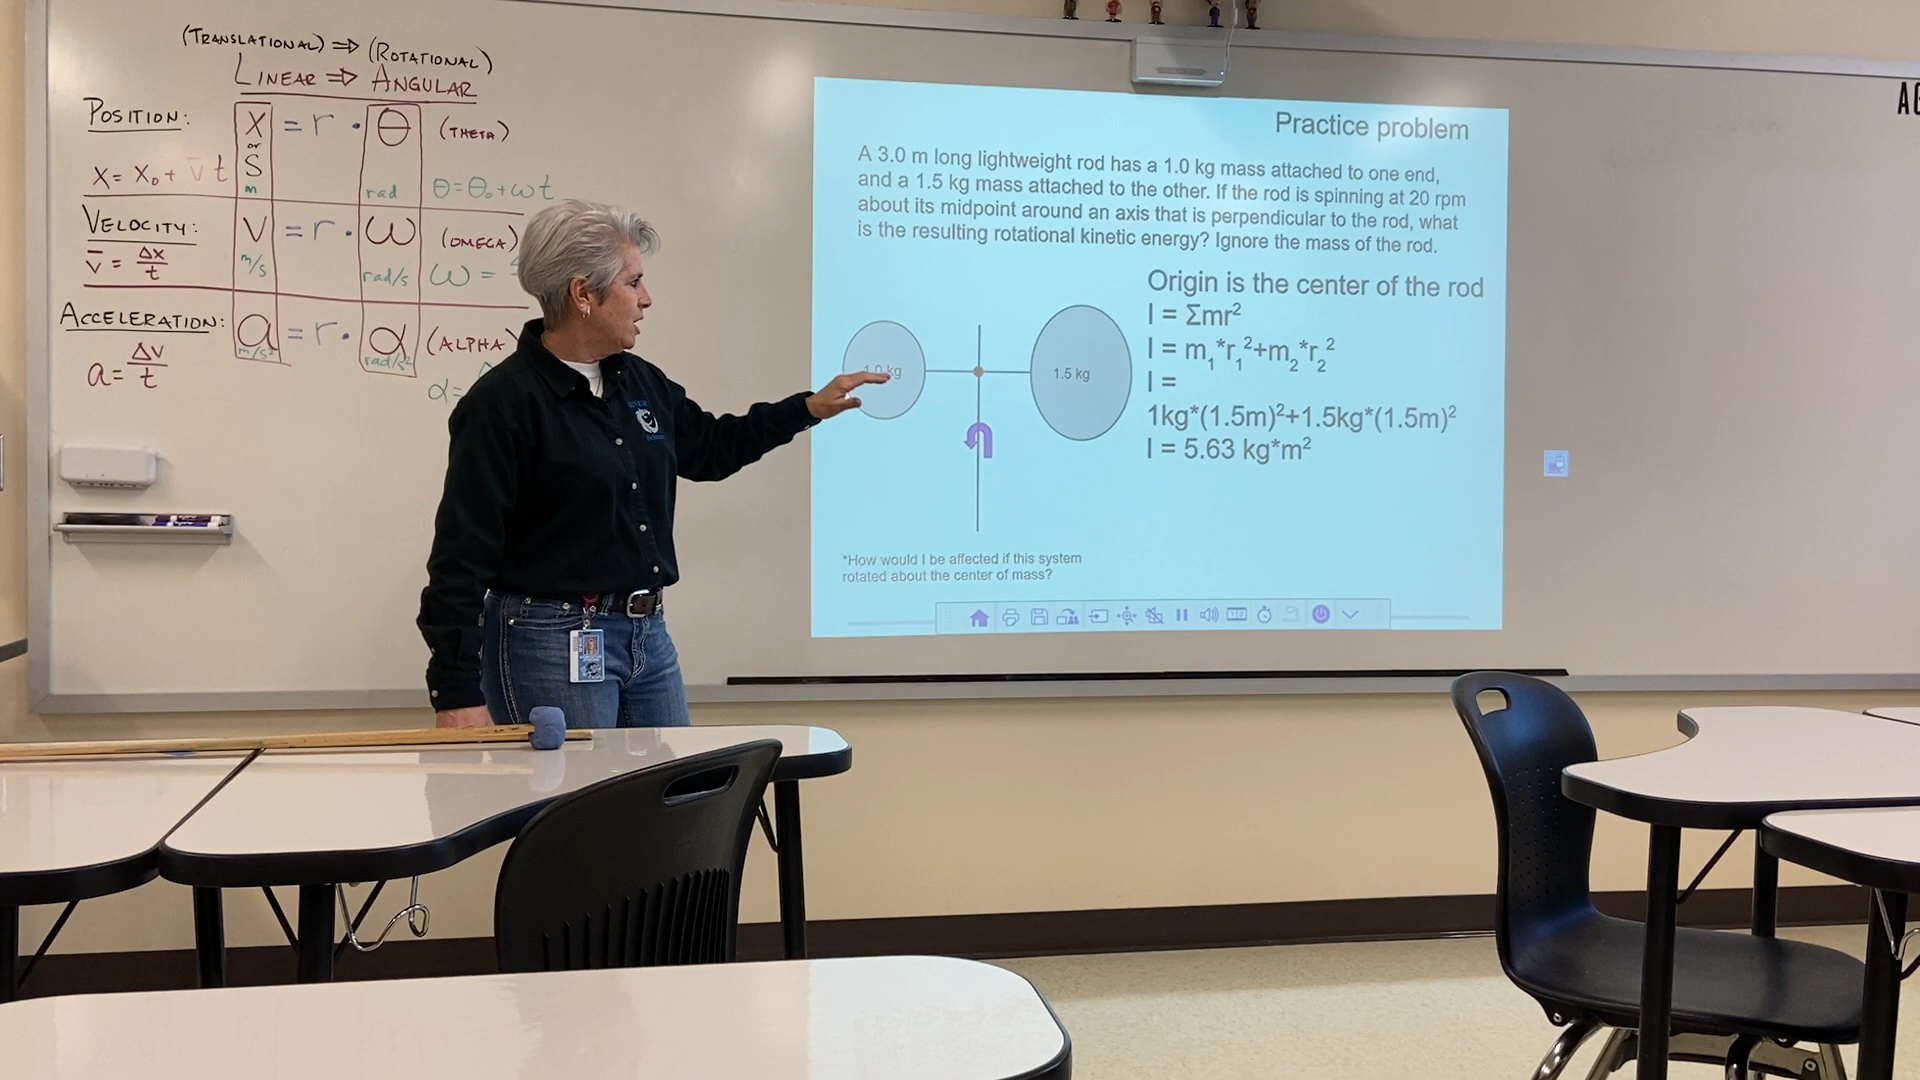 (TRANSLATIONAL) ⇒ (ROTATIONAL)
LINEAR ⇒ ANGULAR
POSITION:
X = r · θ (THETA)
or
S
X = X₀ + v̄ t
m
rad
θ = θ₀ + ωt
VELOCITY:
V = r · ω (OMEGA)
v̄ = Δx/t
m/s
rad/s
ω =
ACCELERATION:
a = r · α (ALPHA
m/s²
rad/s²
a = Δv/t
α =
Practice problem
A 3.0 m long lightweight rod has a 1.0 kg mass attached to one end,
and a 1.5 kg mass attached to the other. If the rod is spinning at 20 rpm
about its midpoint around an axis that is perpendicular to the rod, what
is the resulting rotational kinetic energy? Ignore the mass of the rod.
Origin is the center of the rod
I = Σmr²
I = m₁*r₁²+m₂*r₂²
I =
1kg*(1.5m)²+1.5kg*(1.5m)²
I = 5.63 kg*m²
1.0 kg
1.5 kg
*How would I be affected if this system
rotated about the center of mass?